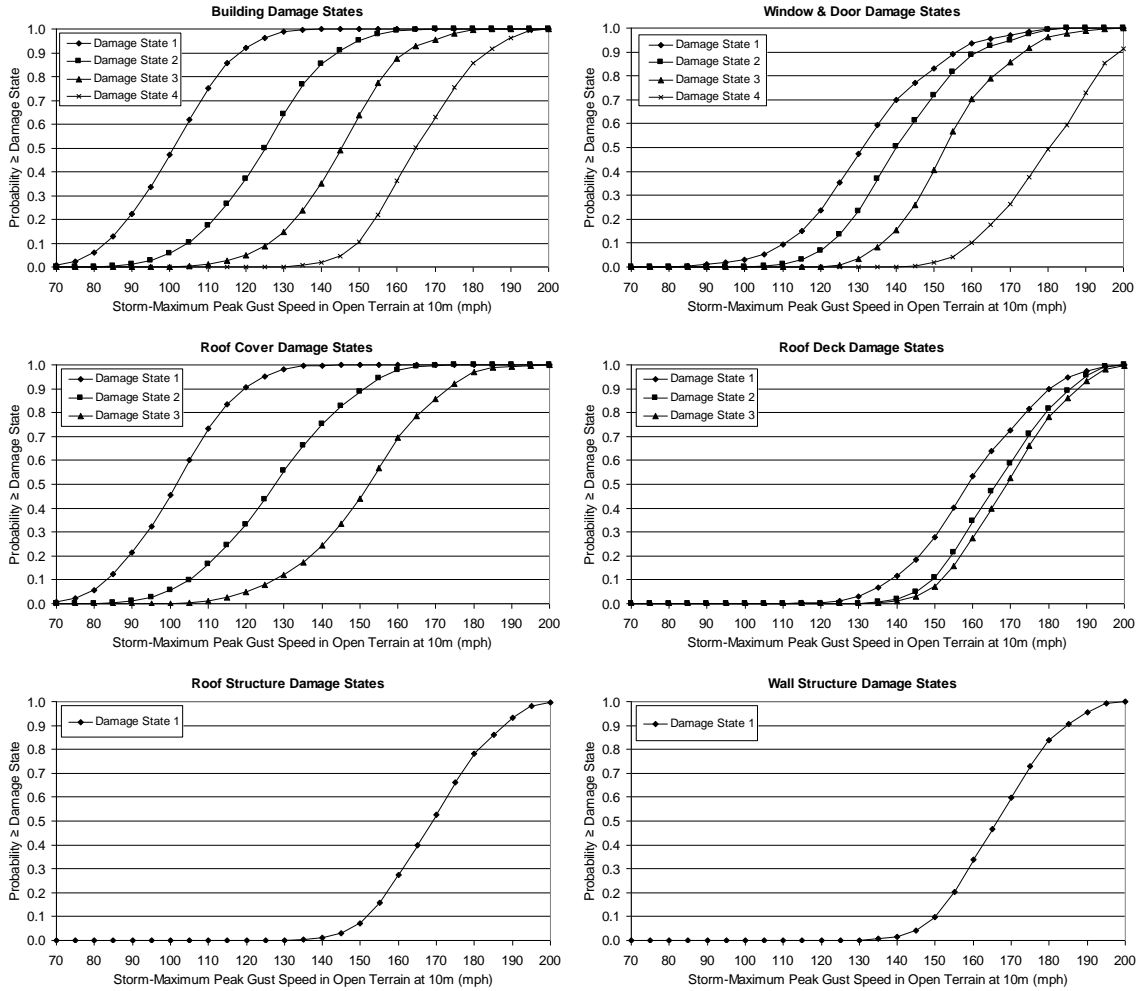 Building Damage States
Probability ≥ Damage State
1.0
0.9
0.8
0.7
0.6
0.5
0.4
0.3
0.2
0.1
0.0
Damage State 1
Damage State 2
Damage State 3
Damage State 4
70 80 90 100 110 120 130 140 150 160 170 180 190 200
Storm-Maximum Peak Gust Speed in Open Terrain at 10m (mph)
Window & Door Damage States
Probability ≥ Damage State
1.0
0.9
0.8
0.7
0.6
0.5
0.4
0.3
0.2
0.1
0.0
Damage State 1
Damage State 2
Damage State 3
Damage State 4
70 80 90 100 110 120 130 140 150 160 170 180 190 200
Storm-Maximum Peak Gust Speed in Open Terrain at 10m (mph)
Roof Cover Damage States
Probability ≥ Damage State
1.0
0.9
0.8
0.7
0.6
0.5
0.4
0.3
0.2
0.1
0.0
Damage State 1
Damage State 2
Damage State 3
70 80 90 100 110 120 130 140 150 160 170 180 190 200
Storm-Maximum Peak Gust Speed in Open Terrain at 10m (mph)
Roof Deck Damage States
Probability ≥ Damage State
1.0
0.9
0.8
0.7
0.6
0.5
0.4
0.3
0.2
0.1
0.0
Damage State 1
Damage State 2
Damage State 3
70 80 90 100 110 120 130 140 150 160 170 180 190 200
Storm-Maximum Peak Gust Speed in Open Terrain at 10m (mph)
Roof Structure Damage States
Probability ≥ Damage State
1.0
0.9
0.8
0.7
0.6
0.5
0.4
0.3
0.2
0.1
0.0
Damage State 1
70 80 90 100 110 120 130 140 150 160 170 180 190 200
Storm-Maximum Peak Gust Speed in Open Terrain at 10m (mph)
Wall Structure Damage States
Probability ≥ Damage State
1.0
0.9
0.8
0.7
0.6
0.5
0.4
0.3
0.2
0.1
0.0
Damage State 1
70 80 90 100 110 120 130 140 150 160 170 180 190 200
Storm-Maximum Peak Gust Speed in Open Terrain at 10m (mph)